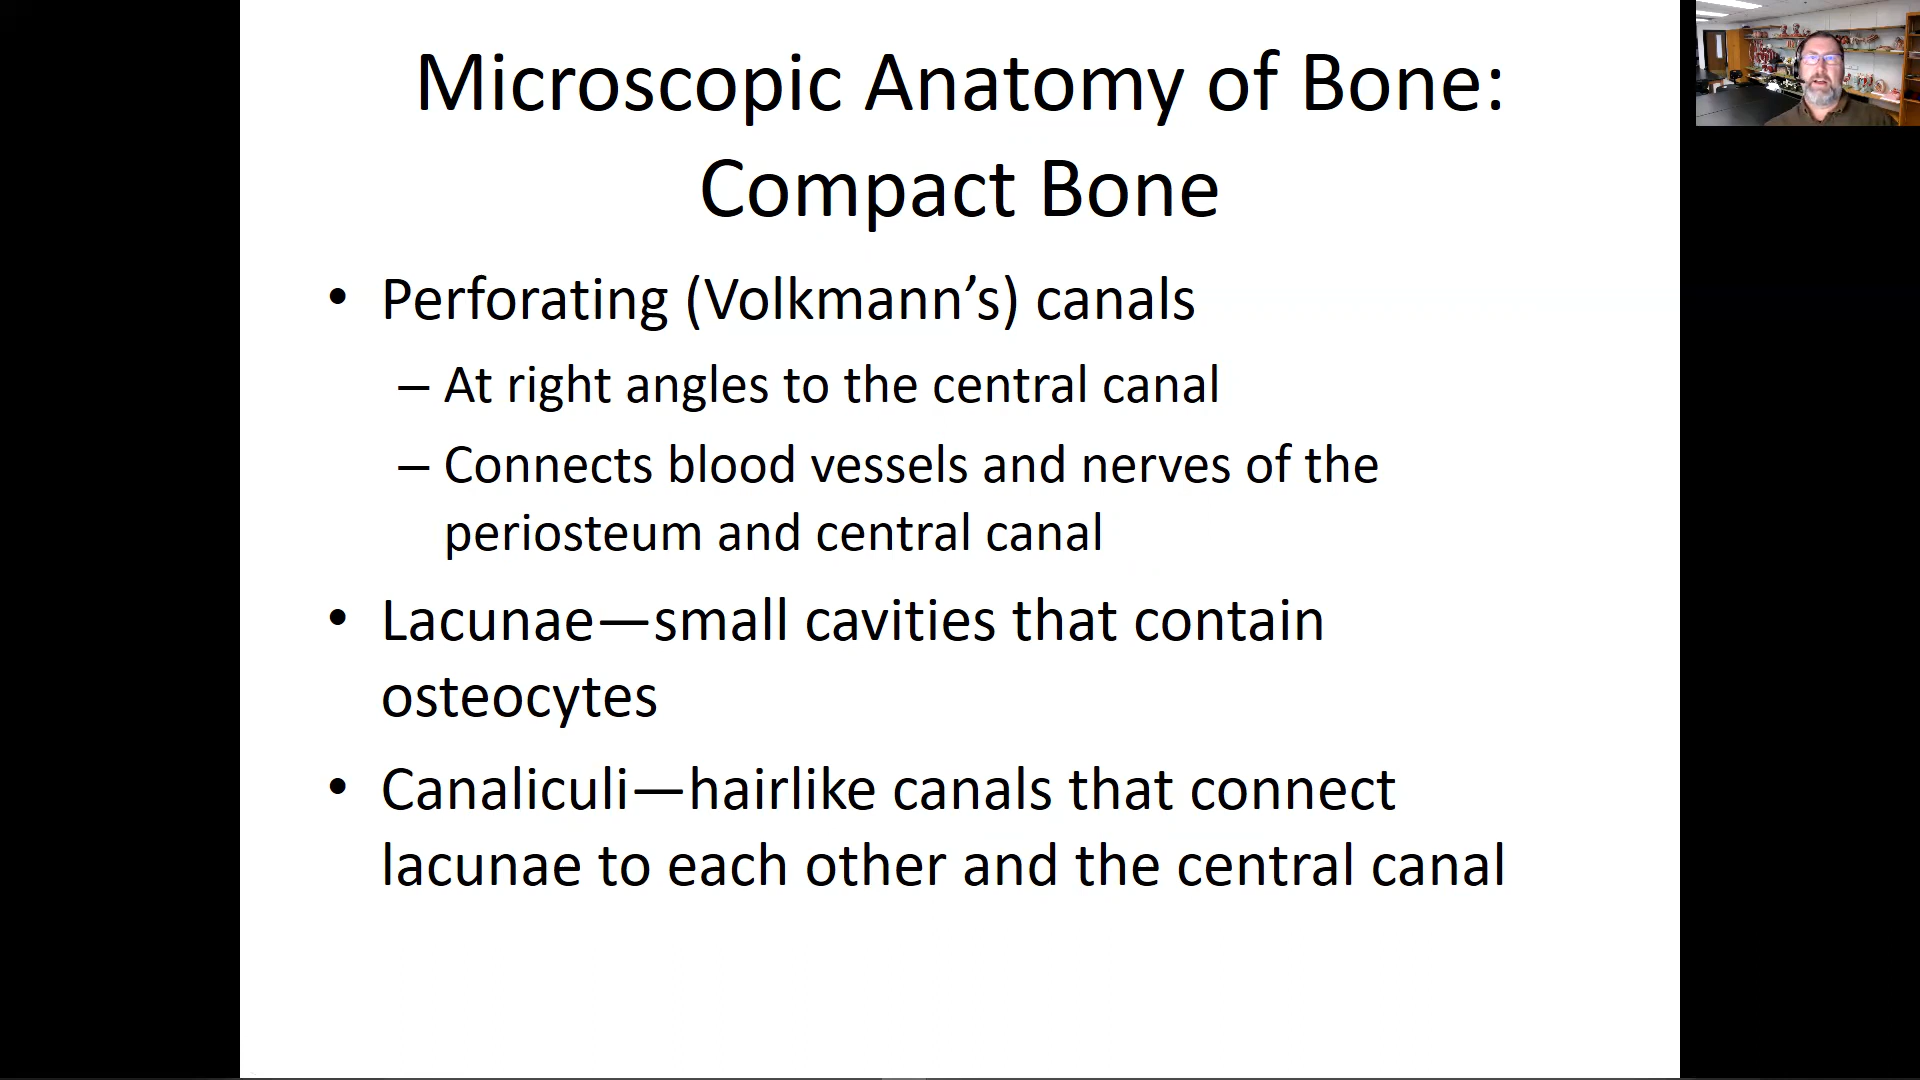 Microscopic Anatomy of Bone:
Compact Bone
• Perforating (Volkmann’s) canals
– At right angles to the central canal
– Connects blood vessels and nerves of the
periosteum and central canal
• Lacunae—small cavities that contain
osteocytes
• Canaliculi—hairlike canals that connect
lacunae to each other and the central canal